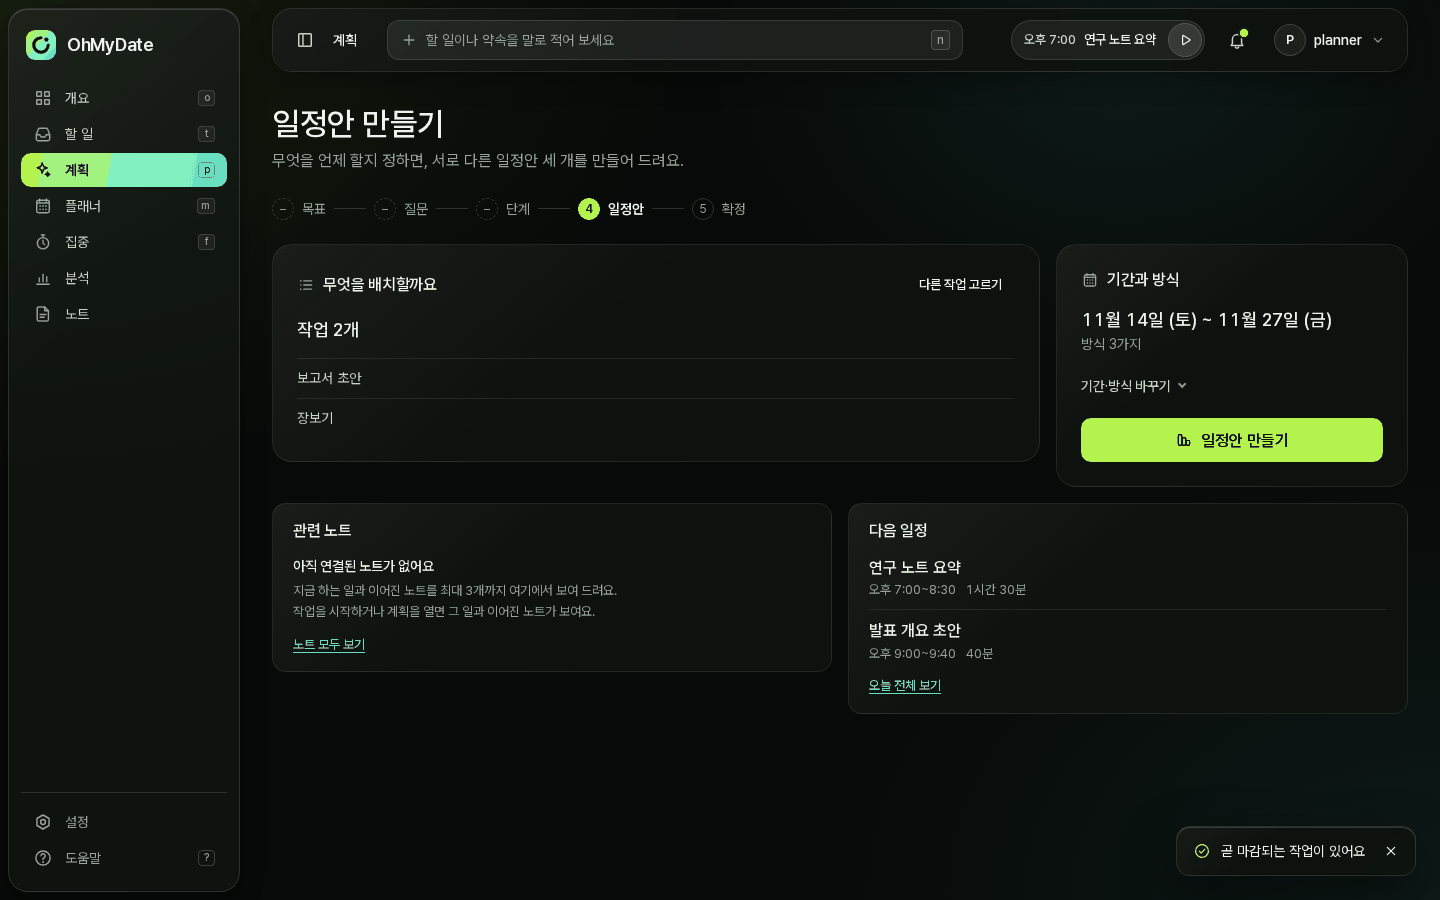 OhMyDate
개요 o
할 일 t
계획 p
플래너 m
집중 f
분석
노트
설정
도움말 ?
계획
할 일이나 약속을 말로 적어 보세요 n
오후 7:00 연구 노트 요약
P planner
일정안 만들기
무엇을 언제 할지 정하면, 서로 다른 일정안 세 개를 만들어 드려요.
– 목표 – 질문 – 단계 4 일정안 5 확정
무엇을 배치할까요
다른 작업 고르기
작업 2개
보고서 초안
장보기
기간과 방식
11월 14일 (토) ~ 11월 27일 (금)
방식 3가지
기간·방식 바꾸기
일정안 만들기
관련 노트
아직 연결된 노트가 없어요
지금 하는 일과 이어진 노트를 최대 3개까지 여기에서 보여 드려요.
작업을 시작하거나 계획을 열면 그 일과 이어진 노트가 보여요.
노트 모두 보기
다음 일정
연구 노트 요약
오후 7:00~8:30 1시간 30분
발표 개요 초안
오후 9:00~9:40 40분
오늘 전체 보기
곧 마감되는 작업이 있어요